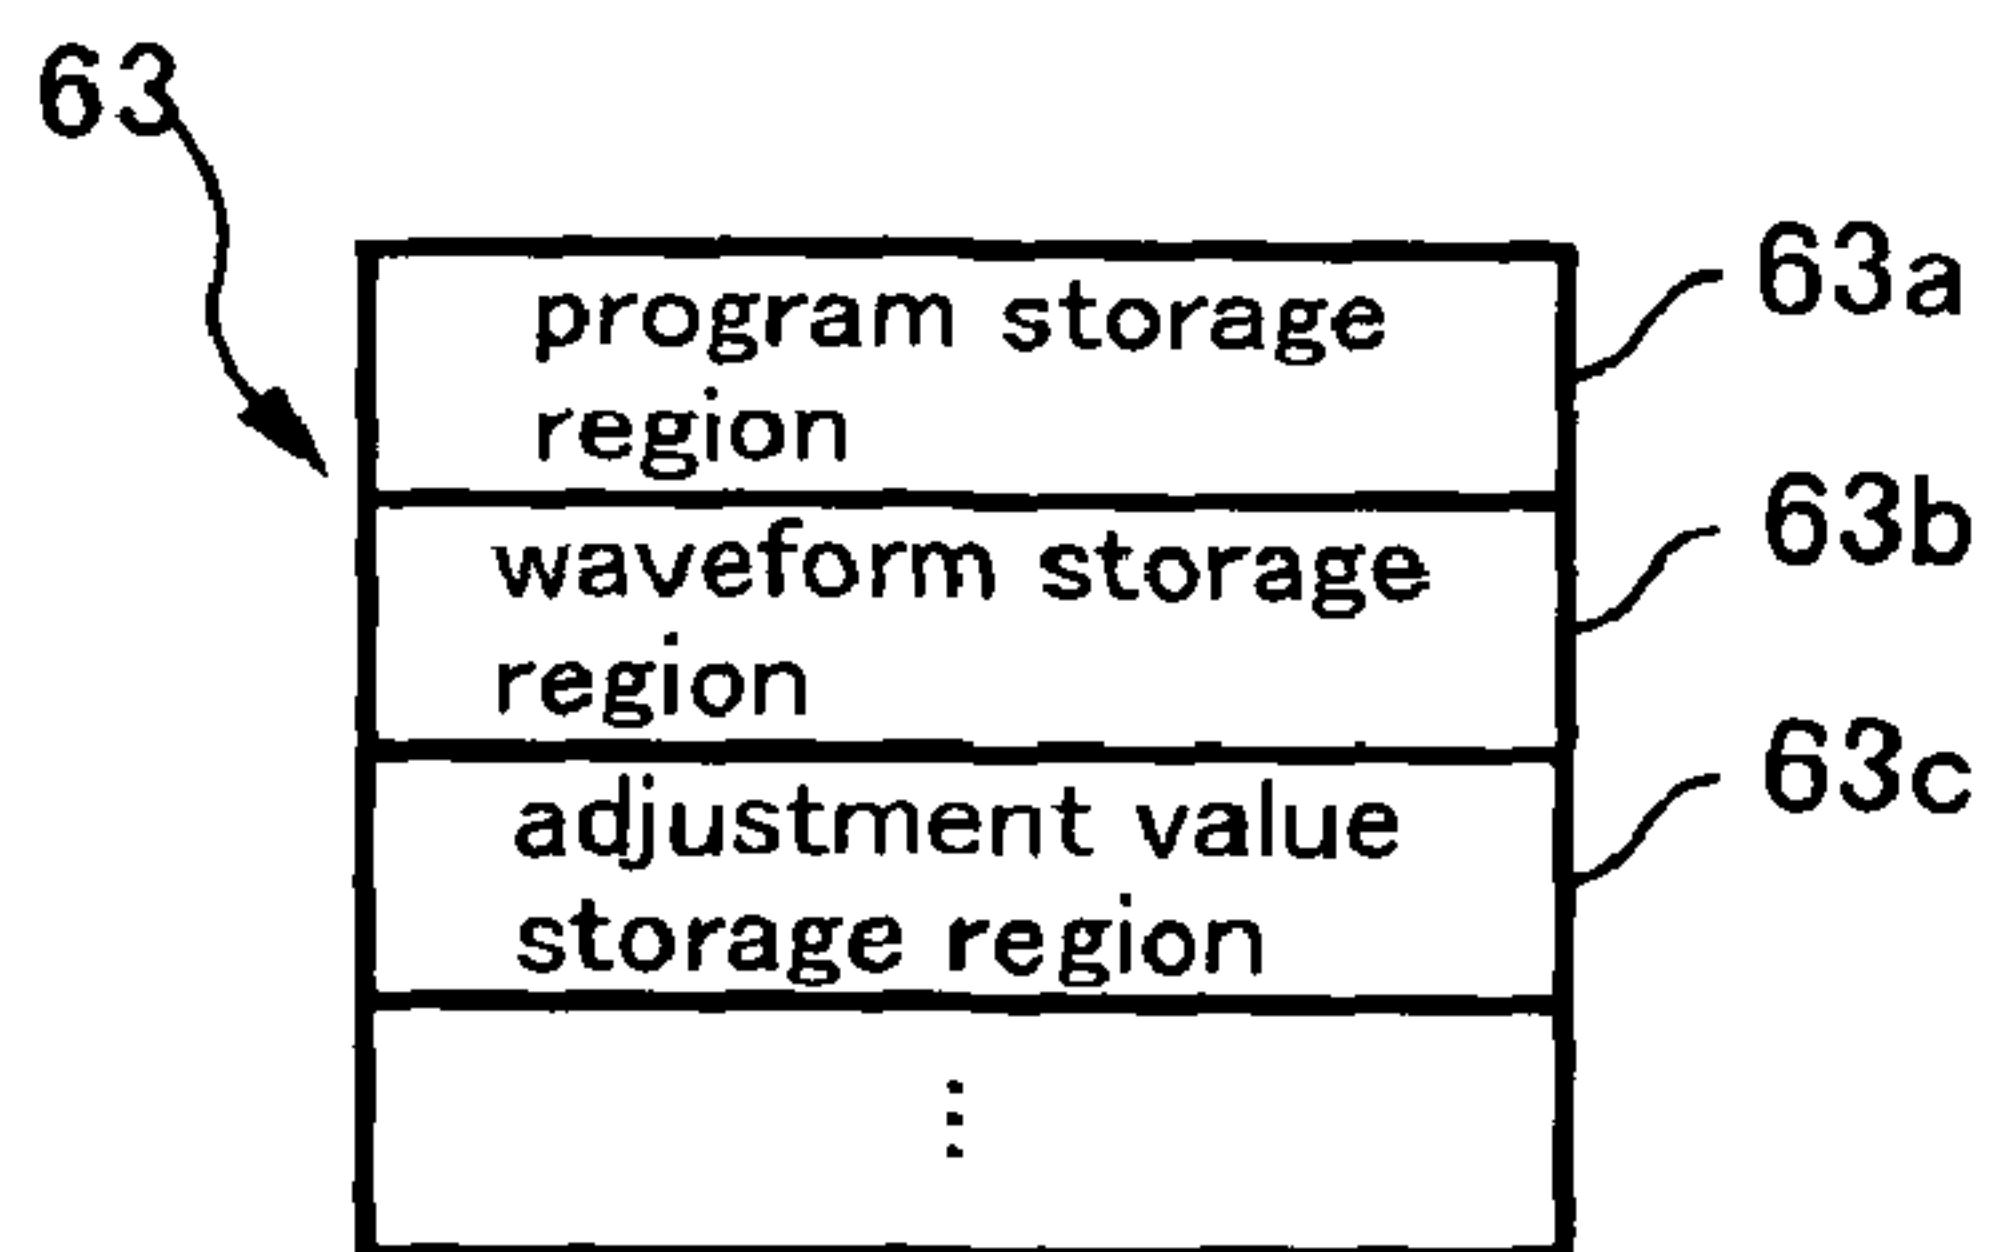 63
program storage
region
63a
waveform storage
region
63b
adjustment value
storage region
63c
⋮